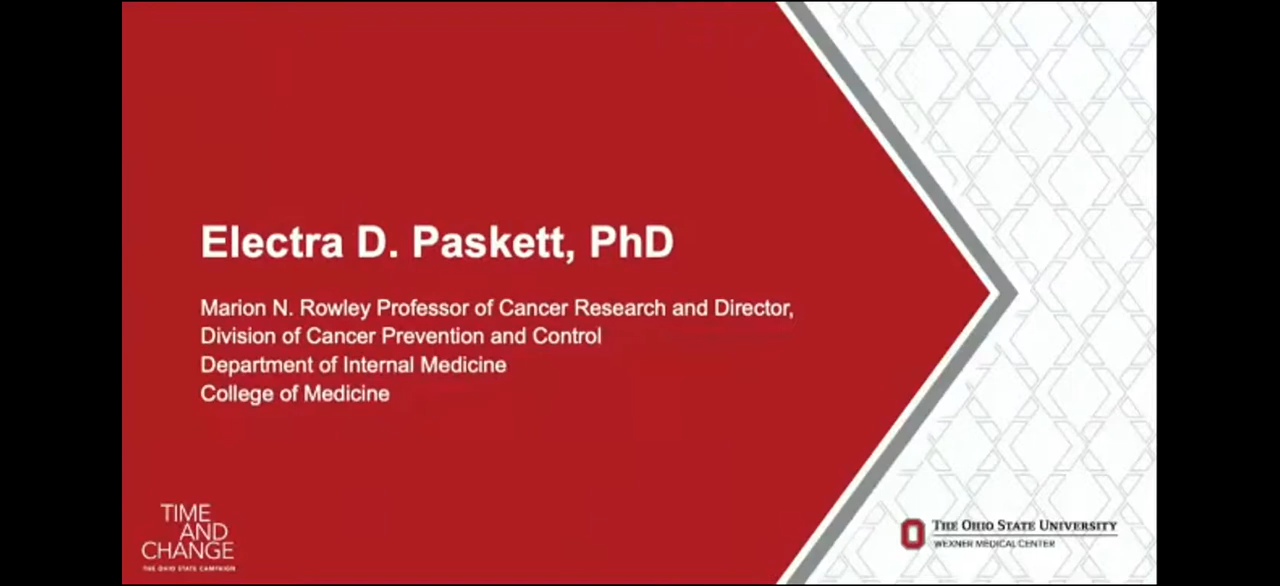 Electra D. Paskett, PhD
Marion N. Rowley Professor of Cancer Research and Director,
Division of Cancer Prevention and Control
Department of Internal Medicine
College of Medicine
TIME
AND
CHANGE
THE OHIO STATE CAMPAIGN
THE OHIO STATE UNIVERSITY
WEXNER MEDICAL CENTER